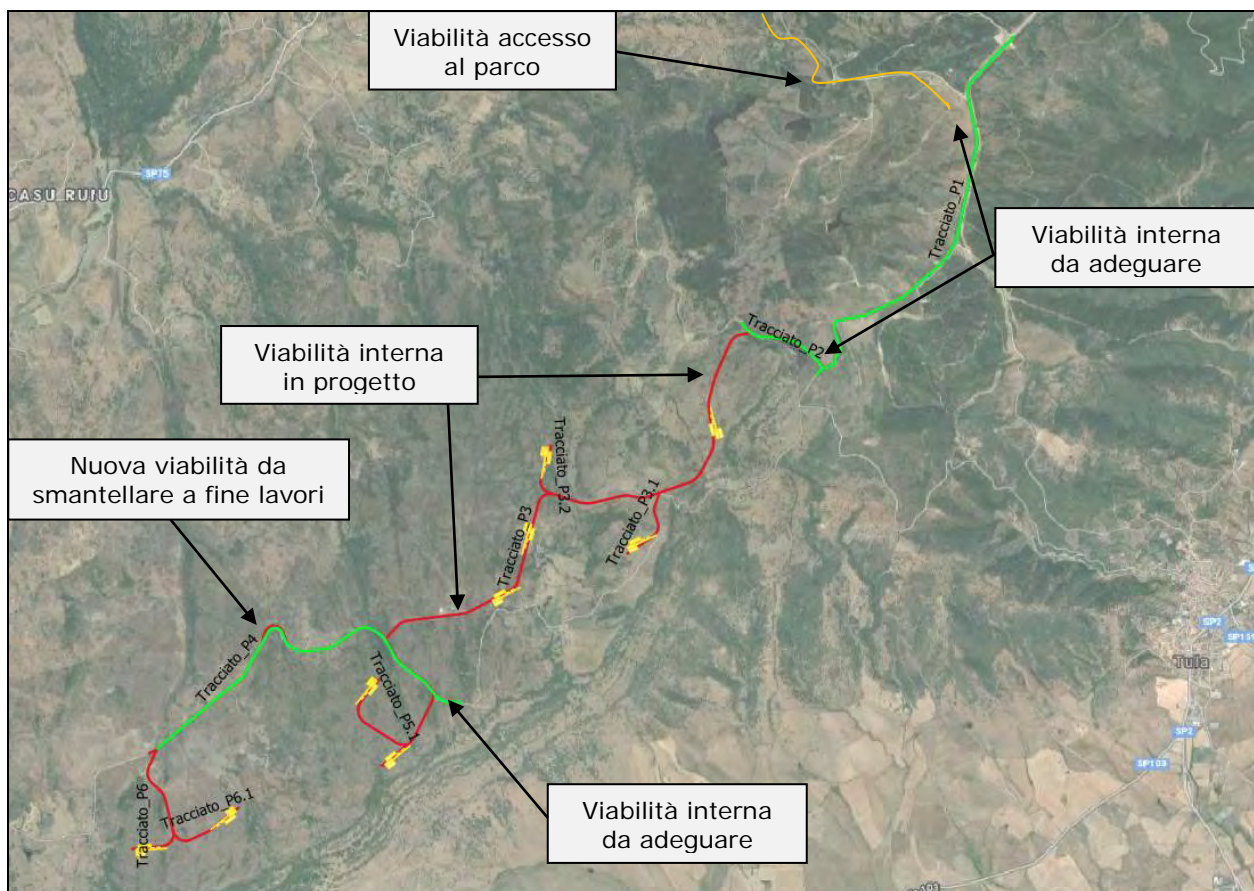 Viabilità accesso
al parco
SP75
CASU RUIU
Tracciato_P1
Viabilità interna
da adeguare
Tracciato_P2
Viabilità interna
in progetto
Tracciato_P3.2
Nuova viabilità da
smantellare a fine lavori
Tracciato_P3.1
Tracciato_P3
SP2
Tula
Tracciato_P4
SP2
SP103
Tracciato_P6
Tracciato_P6.1
Viabilità interna
da adeguare